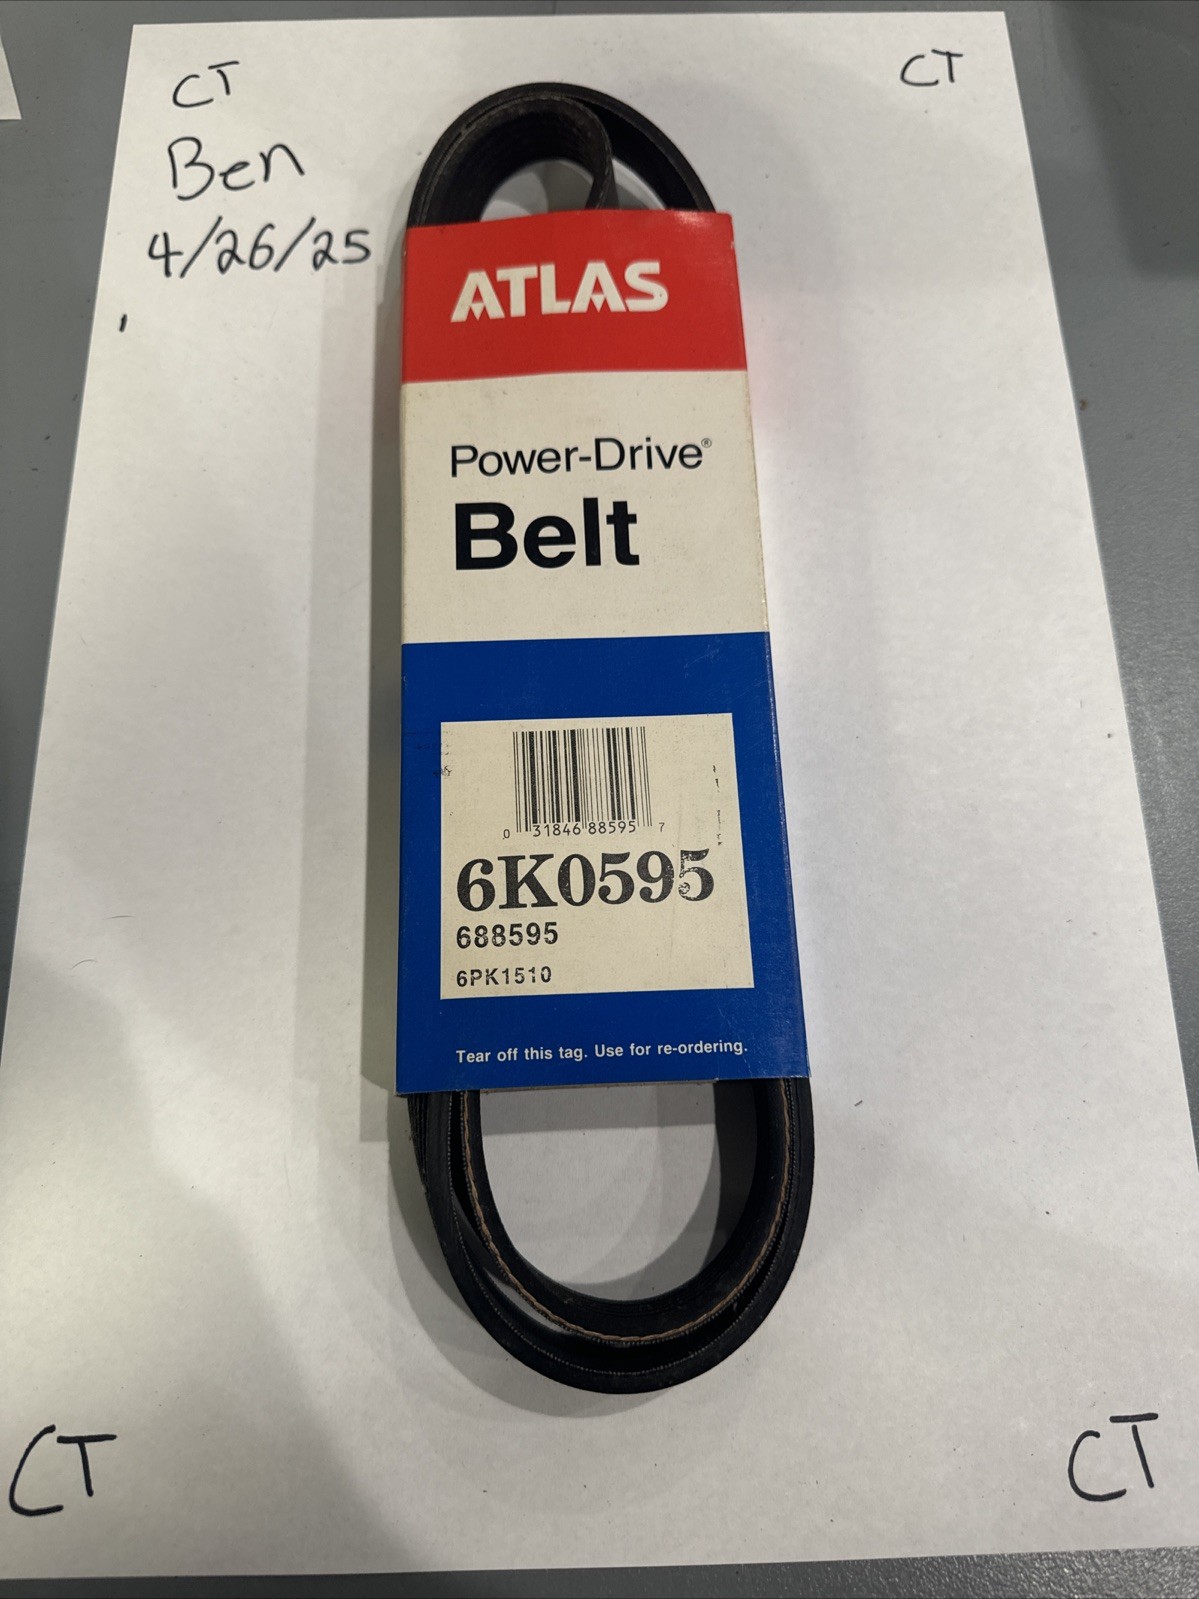 CT
CT
Ben
4/26/25
ATLAS
Power-Drive®
Belt
0 31846 88595 7
6K0595
688595
6PK1510
Tear off this tag. Use for re-ordering.
CT
CT